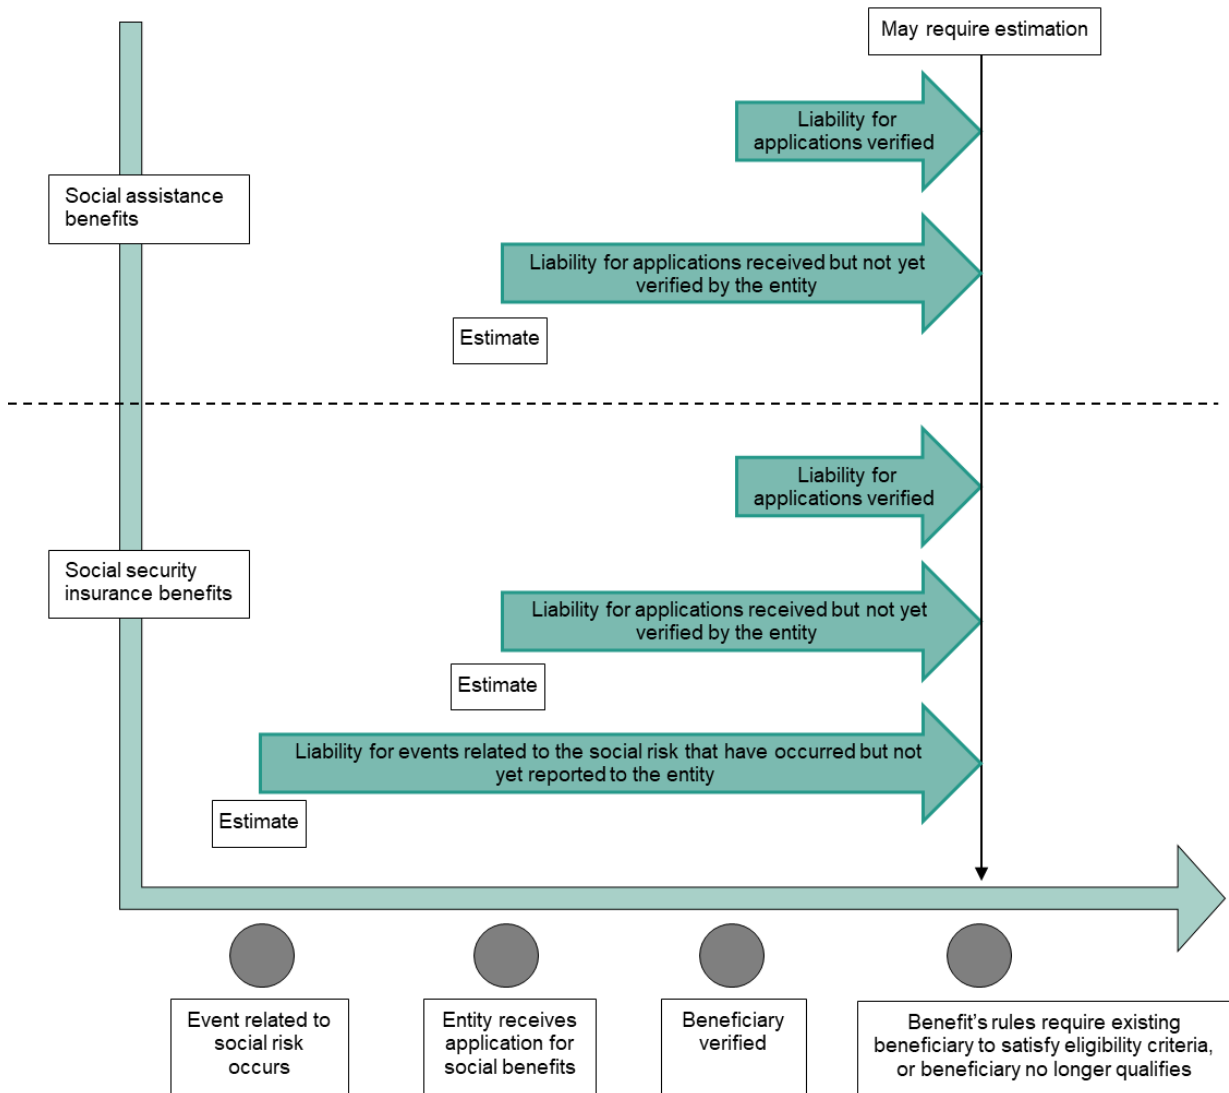 May require estimation
Liability for
applications verified
Social assistance
benefits
Liability for applications received but not yet
verified by the entity
Estimate
Liability for
applications verified
Social security
insurance benefits
Liability for applications received but not yet
verified by the entity
Estimate
Liability for events related to the social risk that have occurred but not
yet reported to the entity
Estimate
Event related to
social risk
occurs
Entity receives
application for
social benefits
Beneficiary
verified
Benefit’s rules require existing
beneficiary to satisfy eligibility criteria,
or beneficiary no longer qualifies